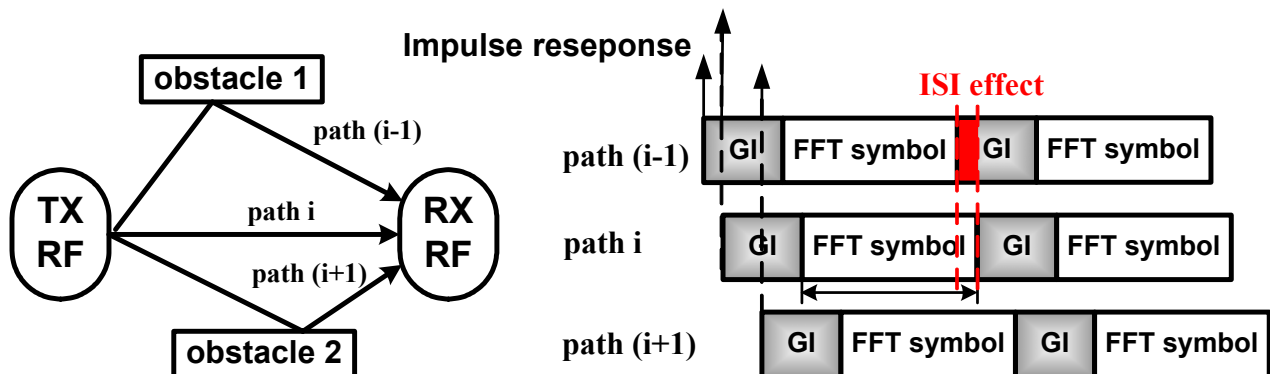 obstacle 1
path (i-1)
TX
RF
path i
RX
RF
path (i+1)
obstacle 2
Impulse reseponse
ISI effect
path (i-1)
GI
FFT symbol
GI
FFT symbol
path i
GI
FFT symbol
GI
FFT symbol
path (i+1)
GI
FFT symbol
GI
FFT symbol